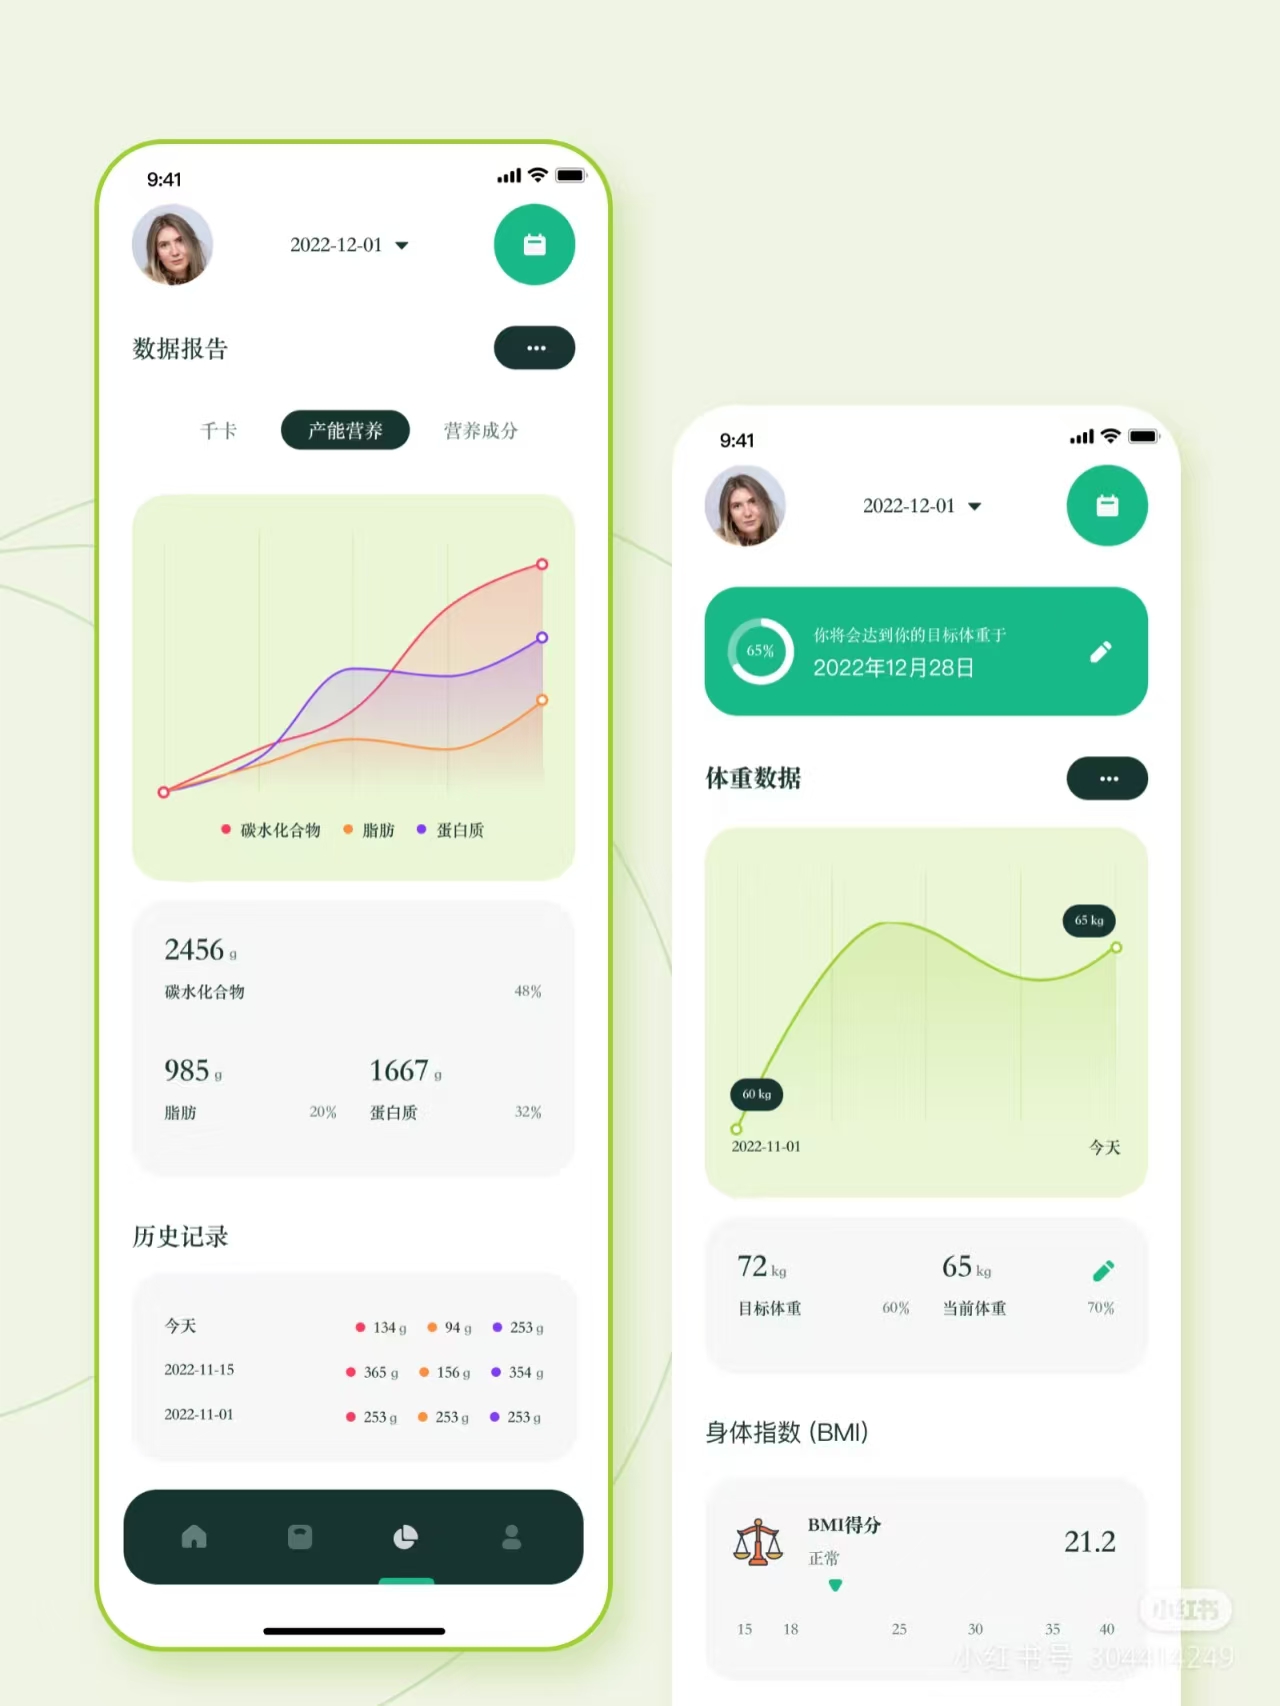 9:41
2022-12-01
数据报告
千卡 产能营养 营养成分
碳水化合物 脂肪 蛋白质
2456 g
碳水化合物 48%
985 g 1667 g
脂肪 20% 蛋白质 32%
历史记录
今天 134 g 94 g 253 g
2022-11-15 365 g 156 g 354 g
2022-11-01 253 g 253 g 253 g
9:41
2022-12-01
65%
你将会达到你的目标体重于
2022年12月28日
体重数据
65 kg
60 kg
2022-11-01 今天
72 kg 65 kg
目标体重 60% 当前体重 70%
身体指数 (BMI)
BMI得分
正常
21.2
15 18 25 30 35 40
小红书
小红书号 304414249